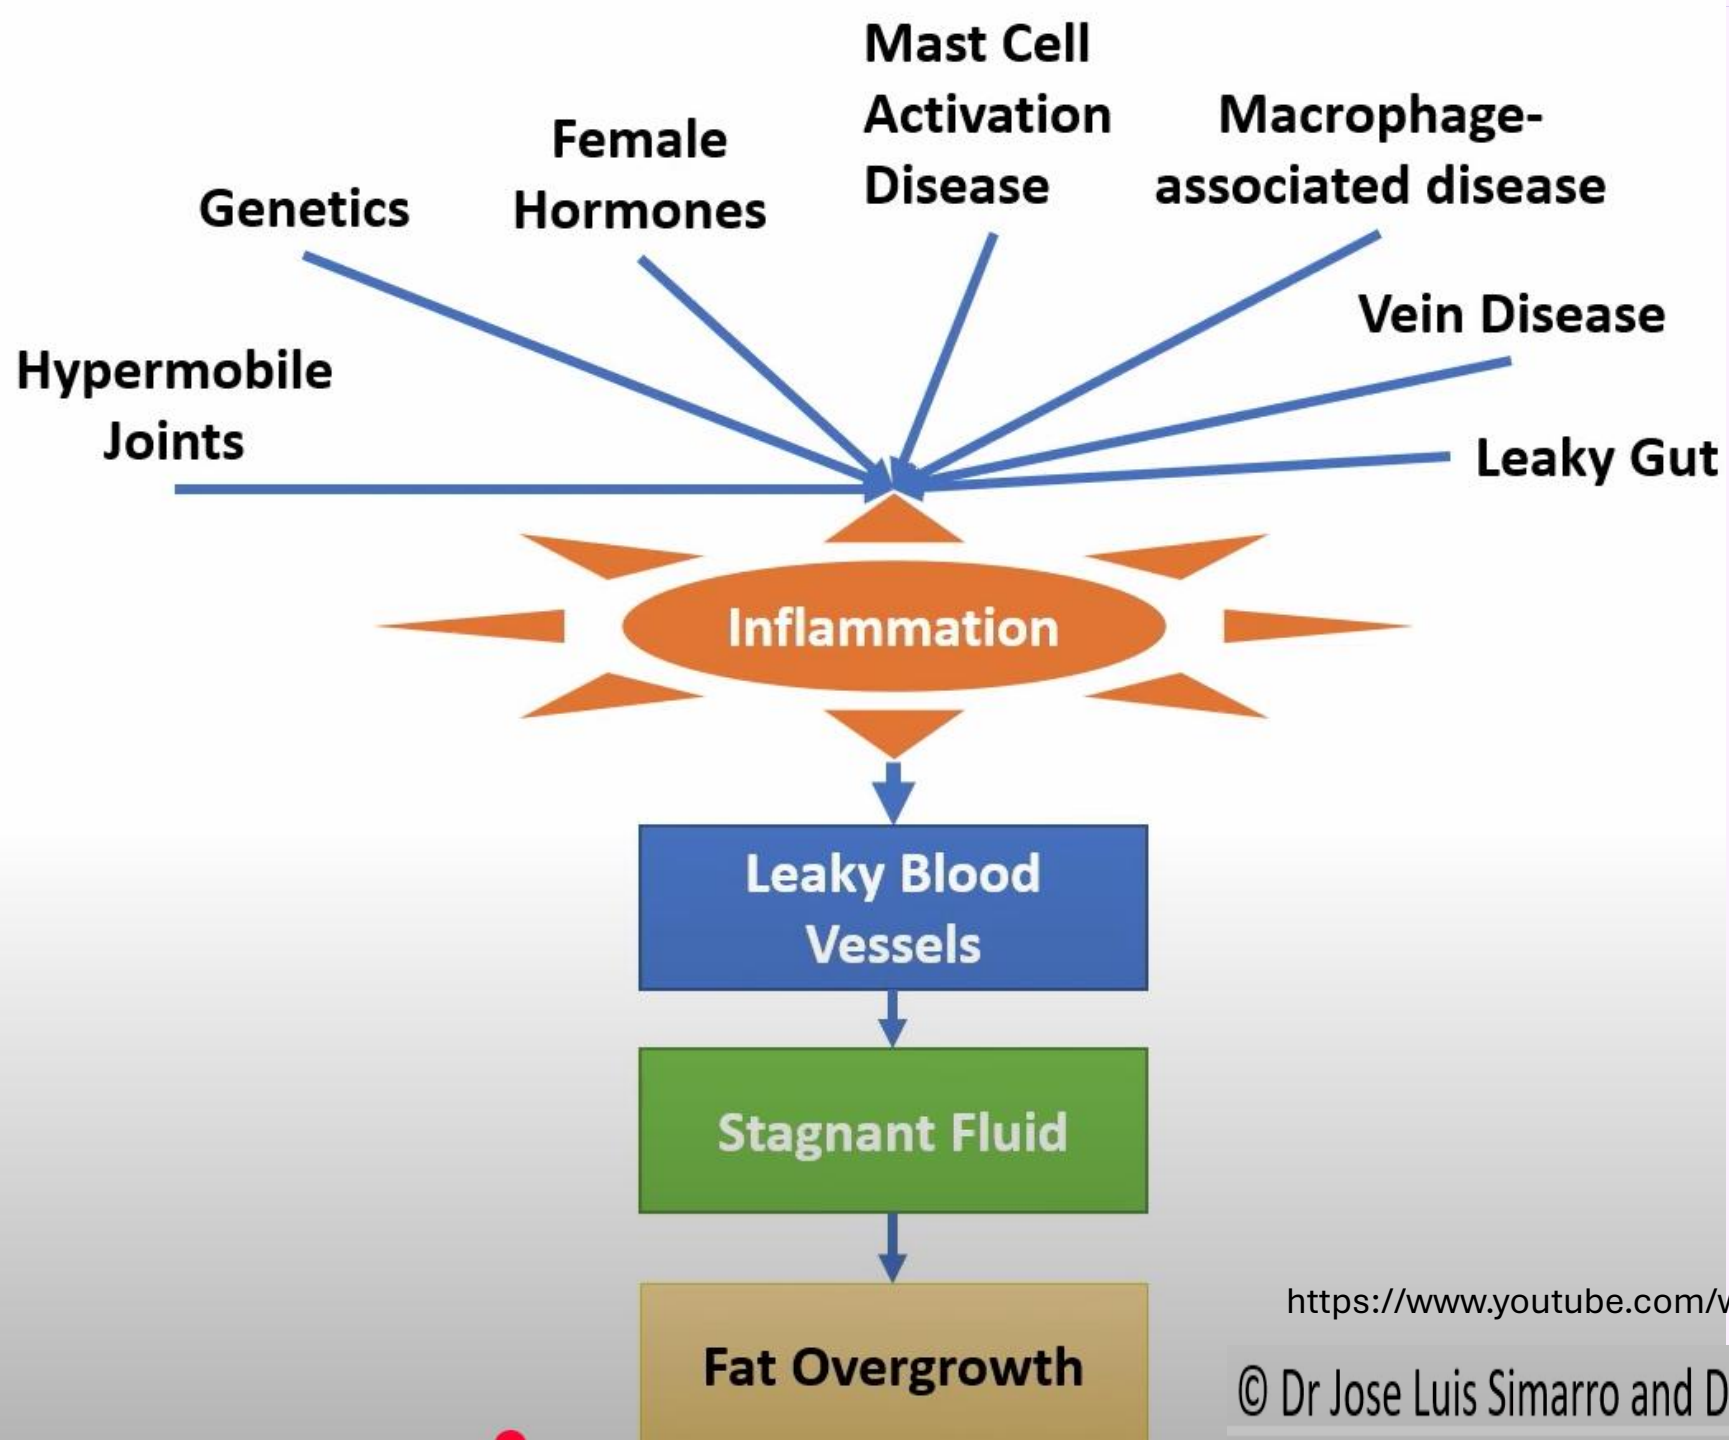 Mast Cell
Activation
Disease
Macrophage-
associated disease
Female
Hormones
Genetics
Vein Disease
Hypermobile
Joints
Leaky Gut
Inflammation
Leaky Blood
Vessels
Stagnant Fluid
Fat Overgrowth
https://www.youtube.com/
© Dr Jose Luis Simarro and D